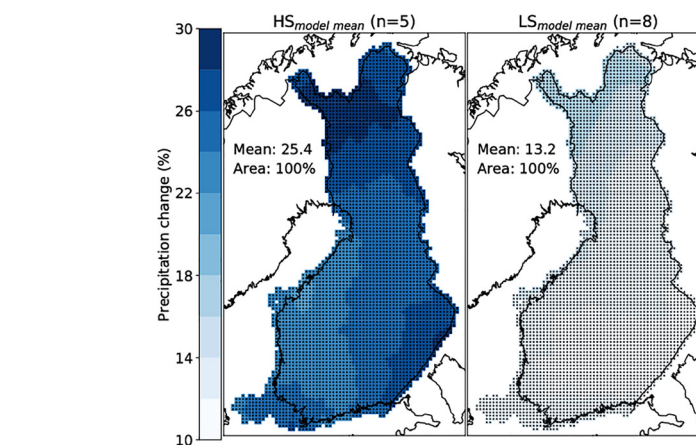 HSmodel mean (n=5)
LSmodel mean (n=8)
Precipitation change (%)
30
26
22
18
14
10
Mean: 25.4
Area: 100%
Mean: 13.2
Area: 100%